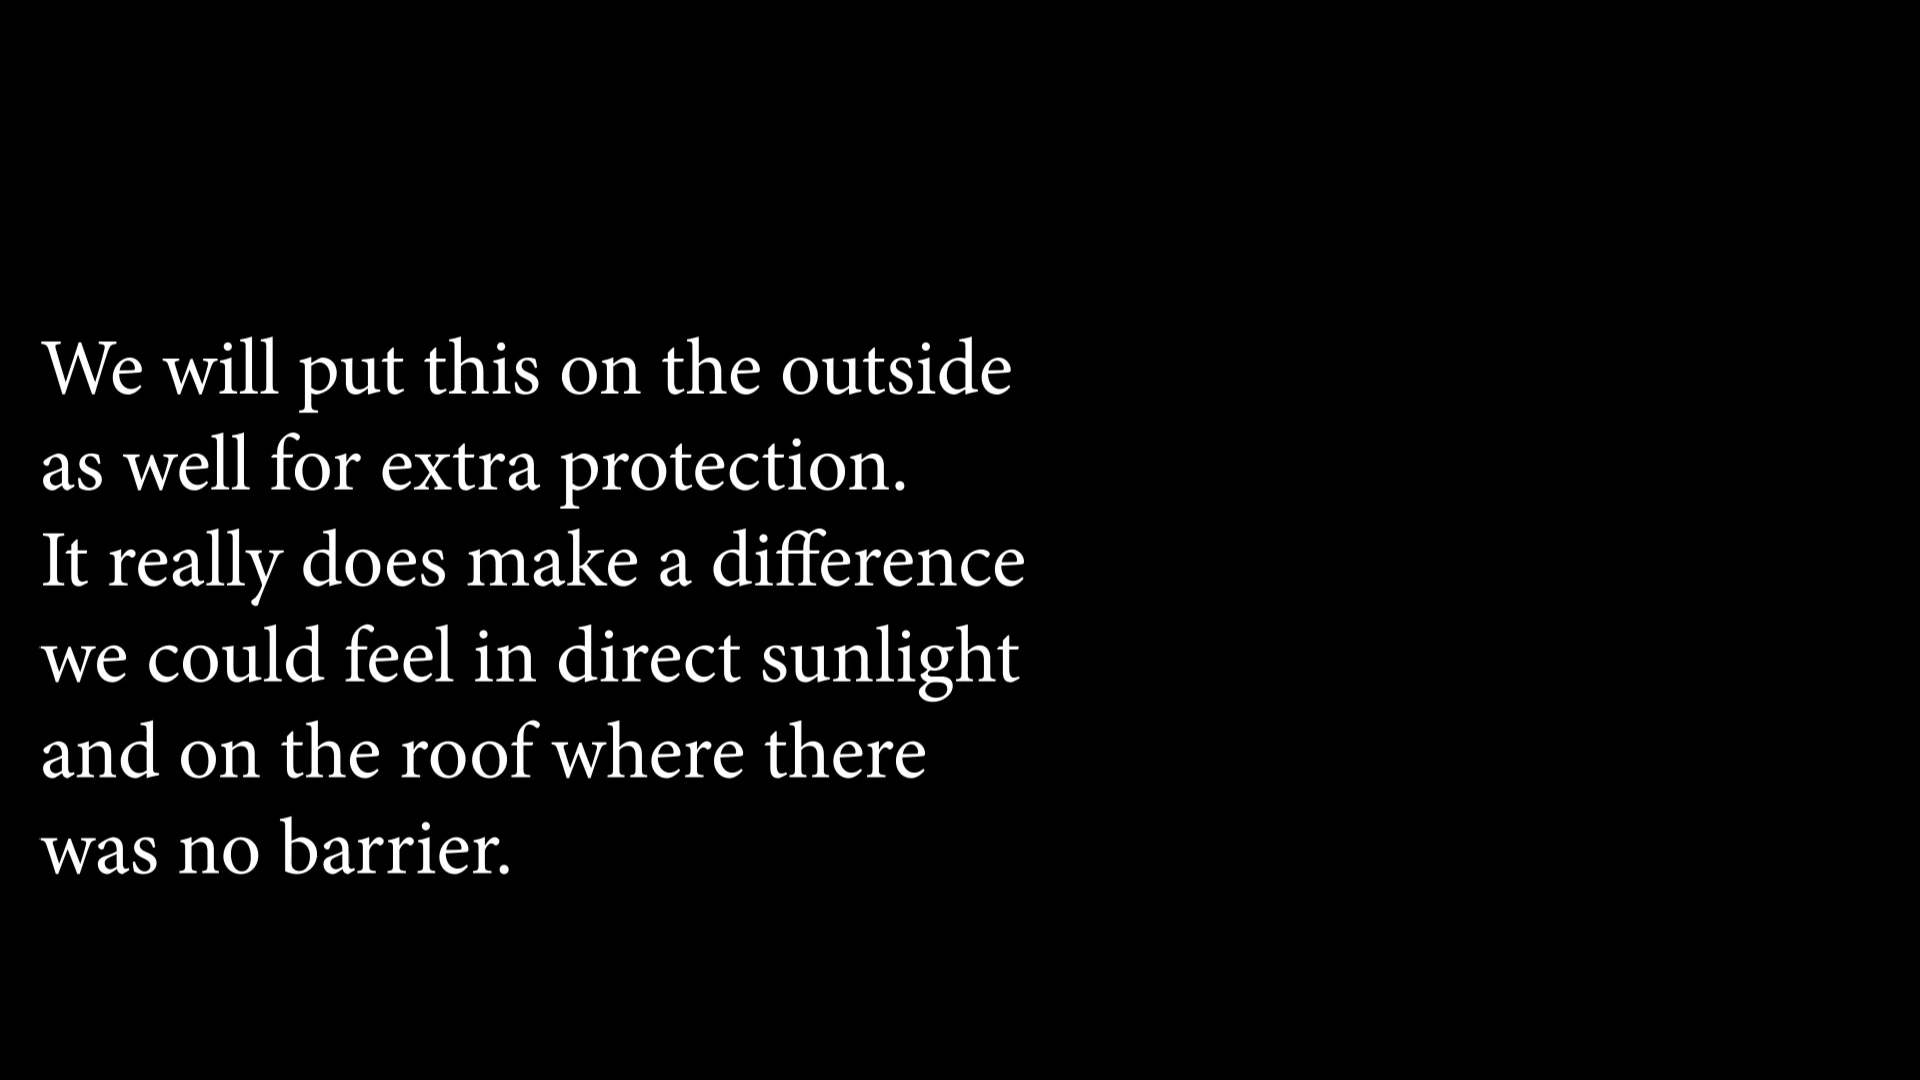 We will put this on the outside
as well for extra protection.
It really does make a difference
we could feel in direct sunlight
and on the roof where there
was no barrier.